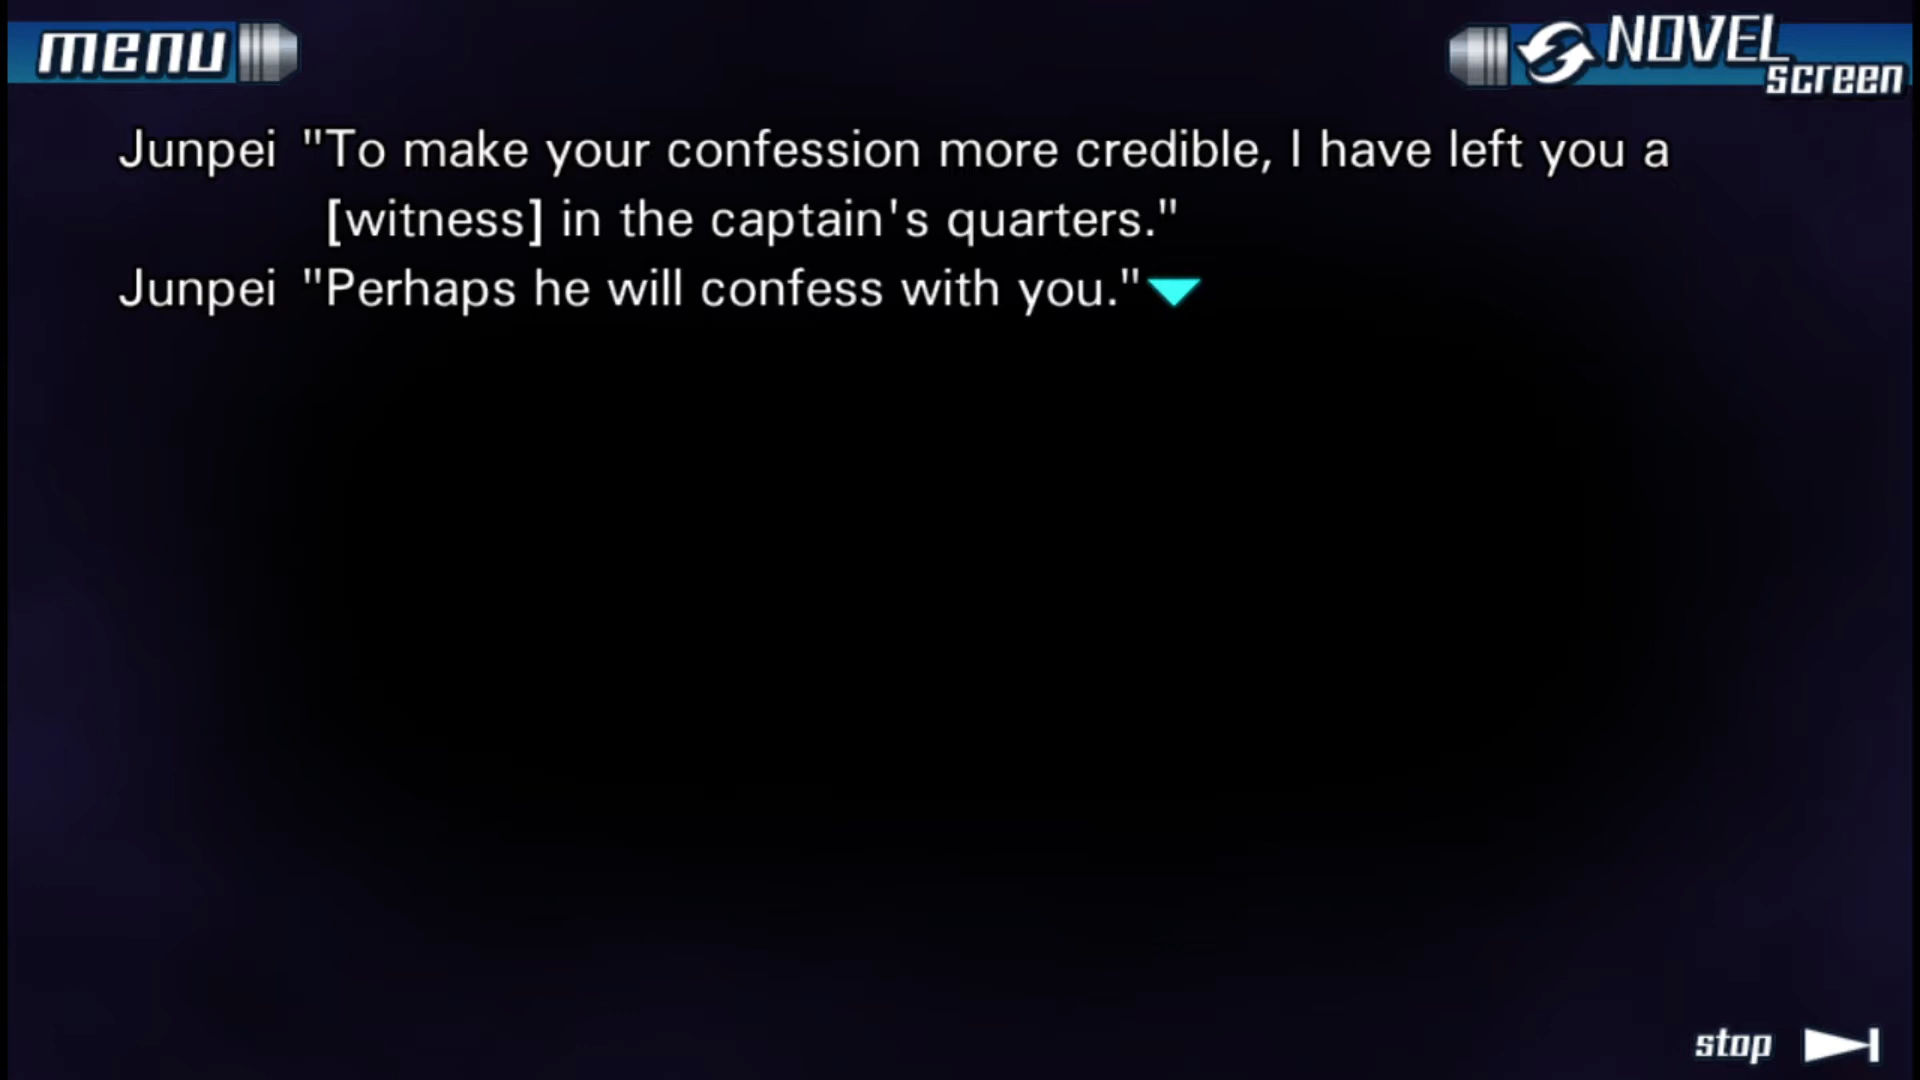 menu
NOVEL
screen
Junpei "To make your confession more credible, I have left you a
[witness] in the captain's quarters."
Junpei "Perhaps he will confess with you."
stop